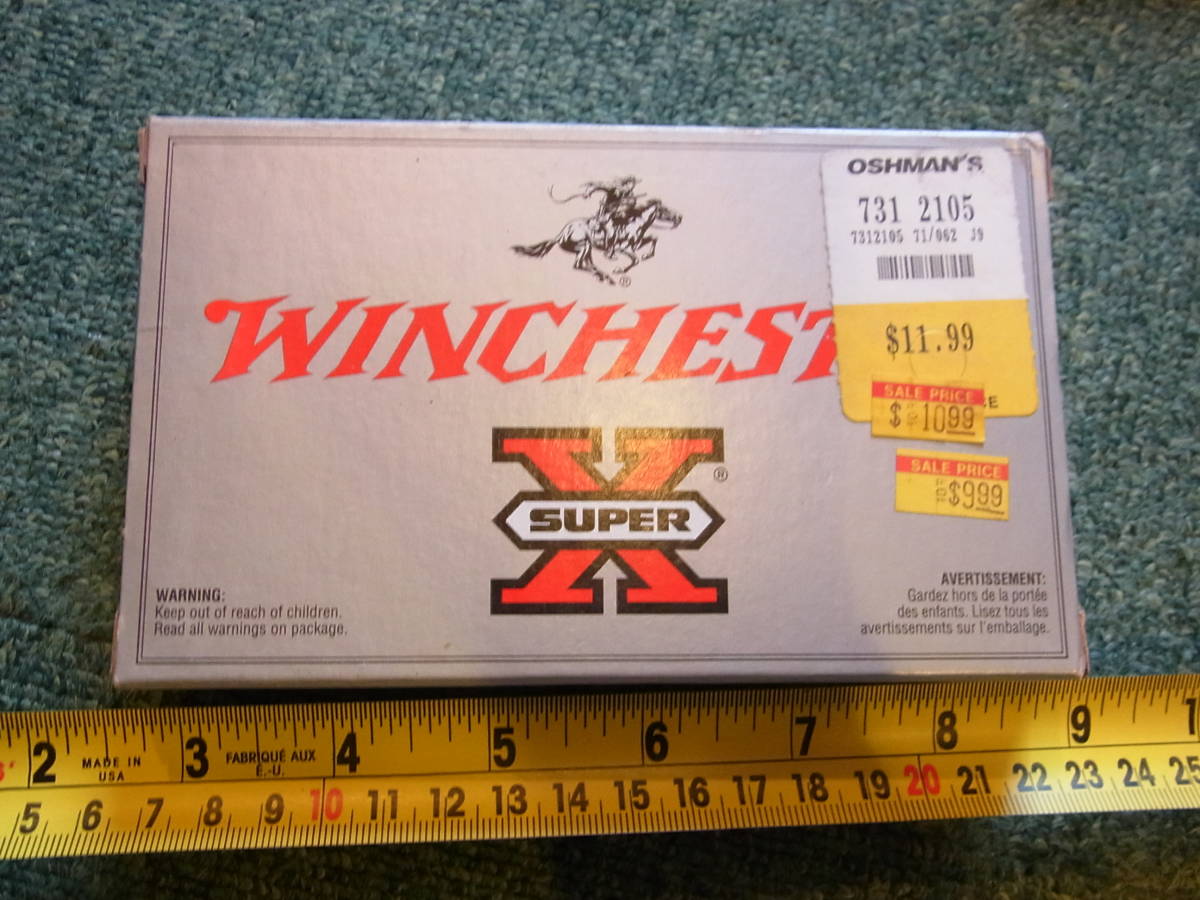 OSHMAN'S
731 2105
7312105 71/062 J9
$11.99
SALE PRICE
$ 10.99
SALE PRICE
$9.99
®
WINCHEST
®
SUPER
X
WARNING:
Keep out of reach of children.
Read all warnings on package.
AVERTISSEMENT:
Gardez hors de la portée
des enfants. Lisez tous les
avertissements sur l'emballage.
2 3 4 5 6 7 8 9 1
MADE IN
USA
FABRIQUÉ AUX
É.-U.
5 6 7 8 9 10 11 12 13 14 15 16 17 18 19 20 21 22 23 24 25